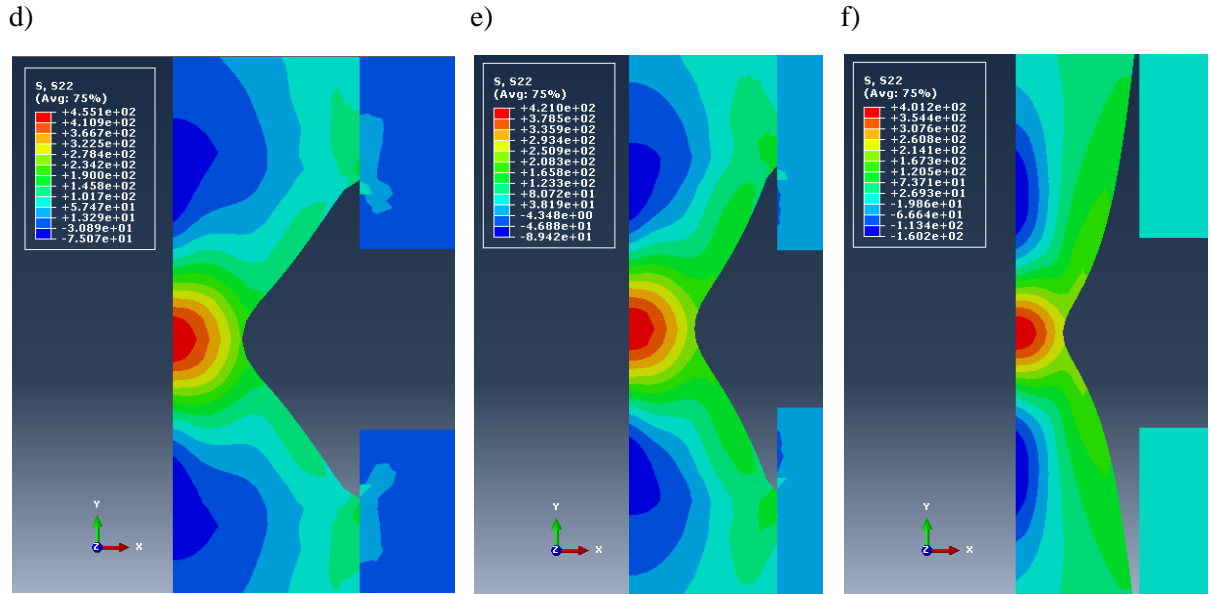 d)
e)
f)
S, S22
(Avg: 75%)
+4.551e+02
+4.109e+02
+3.667e+02
+3.225e+02
+2.784e+02
+2.342e+02
+1.900e+02
+1.458e+02
+1.017e+02
+5.747e+01
+1.329e+01
-3.089e+01
-7.507e+01
Y
Z
X
S, S22
(Avg: 75%)
+4.210e+02
+3.785e+02
+3.359e+02
+2.934e+02
+2.509e+02
+2.083e+02
+1.658e+02
+1.233e+02
+8.072e+01
+3.819e+01
-4.348e+00
-4.688e+01
-8.942e+01
Y
Z
X
S, S22
(Avg: 75%)
+4.012e+02
+3.544e+02
+3.076e+02
+2.608e+02
+2.141e+02
+1.673e+02
+1.205e+02
+7.371e+01
+2.693e+01
-1.986e+01
-6.664e+01
-1.134e+02
-1.602e+02
Y
Z
X